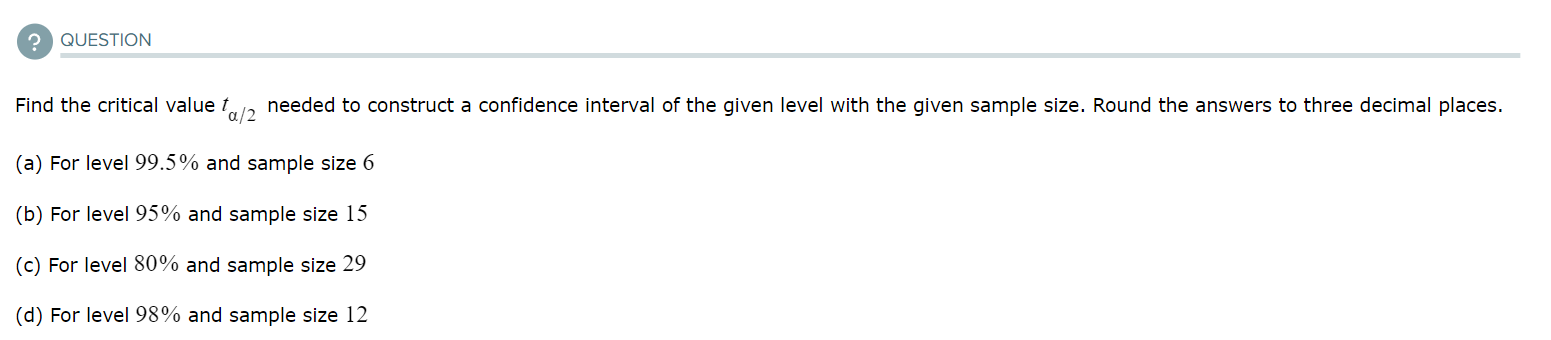 ? QUESTION
Find the critical value t α/2 needed to construct a confidence interval of the given level with the given sample size. Round the answers to three decimal places.
(a) For level 99.5% and sample size 6
(b) For level 95% and sample size 15
(c) For level 80% and sample size 29
(d) For level 98% and sample size 12